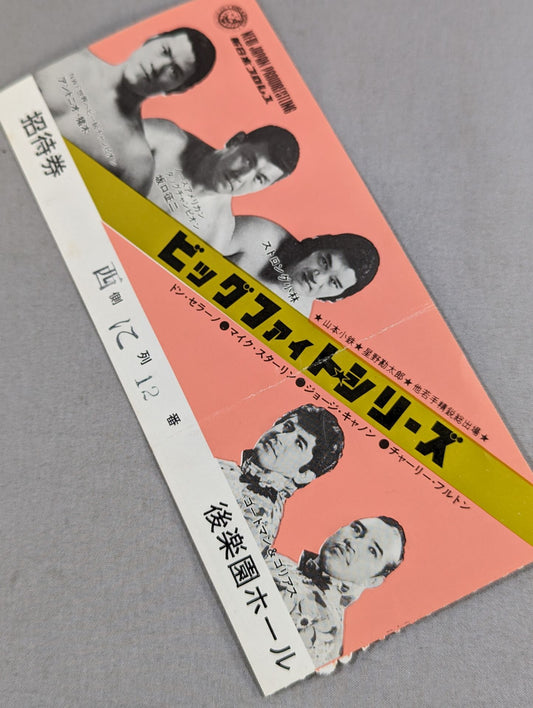 NEW JAPAN PROWRESTLING
新日本プロレス
アントニオ・猪木
坂口征二
ストロング小林
ビッグファイト★シリーズ
★山本小鉄★星野勘太郎★他若手精鋭総出場★
ドン・セラーノ●マイク・スターリン●ジョージ・キャノン●チャーリー・フルトン
ゴードマン&ゴリアス
招待券
西側に列12番
後楽園ホール